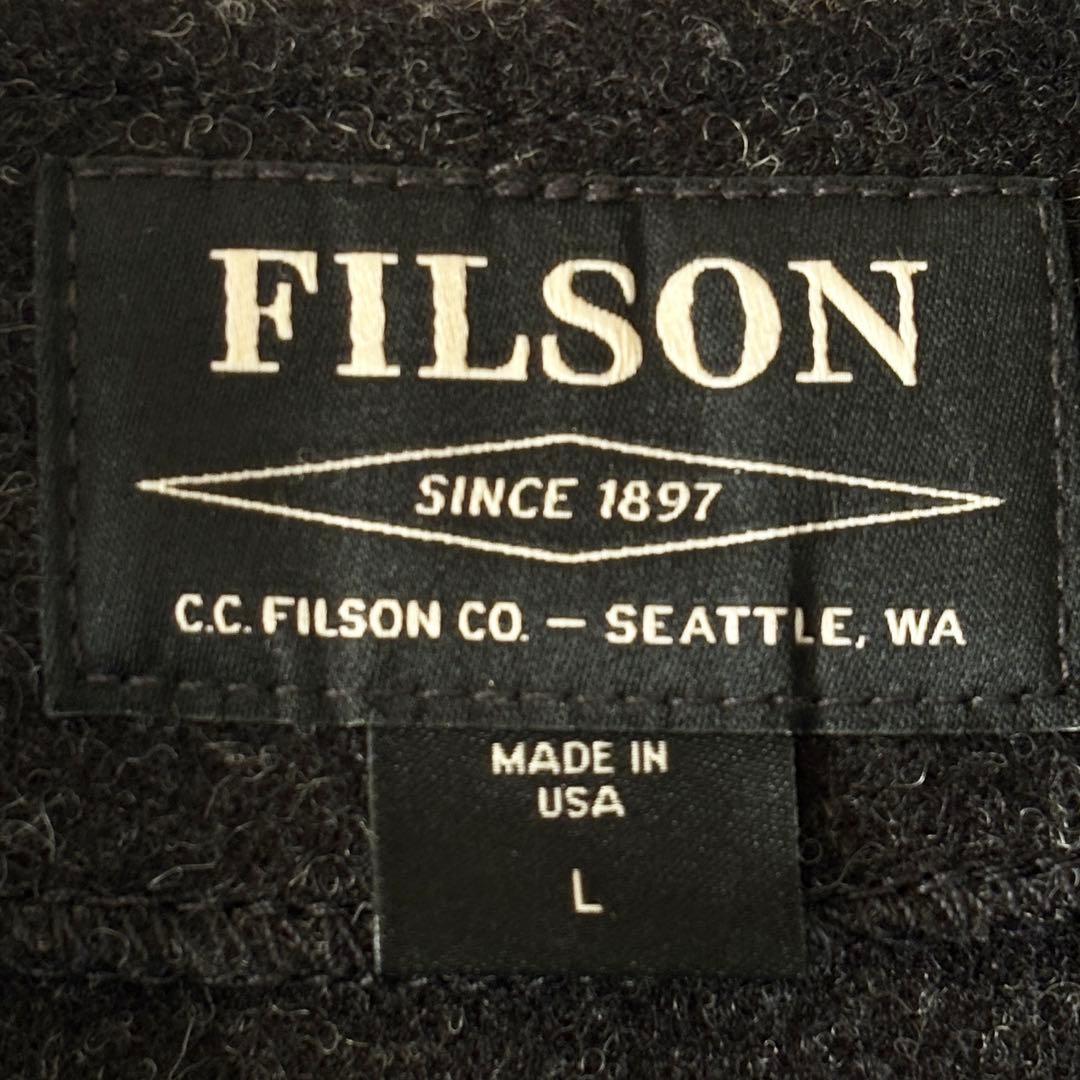 FILSON
SINCE 1897
C.C. FILSON CO. — SEATTLE, WA
MADE IN
USA
L